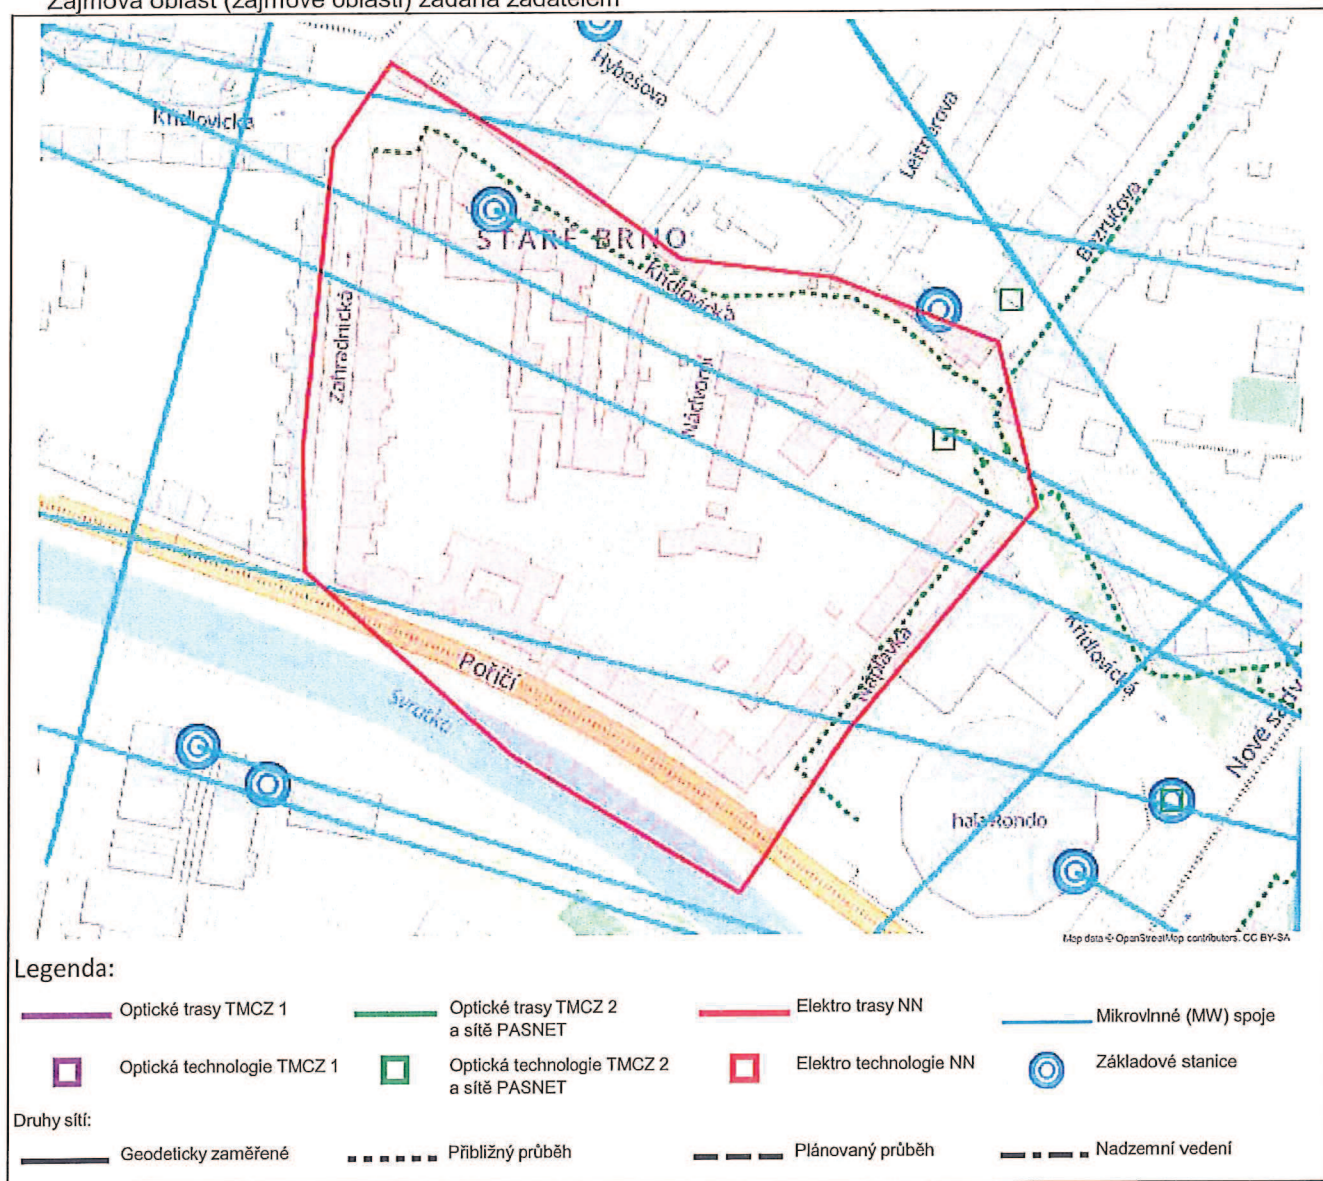 Zájmová oblast (zájmové oblasti) zadaná žadatelem
Hybešova
Křídlovická
Leitnerova
Bezručova
STARÉ BRNO
Křídlovická
Zahradnická
Nádvorní
Křídlovická
Náplavka
Poříčí
Svratka
Nové Sady
hala Rondo
Map data © OpenStreetMap contributors, CC BY-SA
Legenda:
Optické trasy TMCZ 1
Optické trasy TMCZ 2
a sítě PASNET
Elektro trasy NN
Mikrovlnné (MW) spoje
Optická technologie TMCZ 1
Optická technologie TMCZ 2
a sítě PASNET
Elektro technologie NN
Základové stanice
Druhy sítí:
Geodeticky zaměřené
Přibližný průběh
Plánovaný průběh
Nadzemní vedení